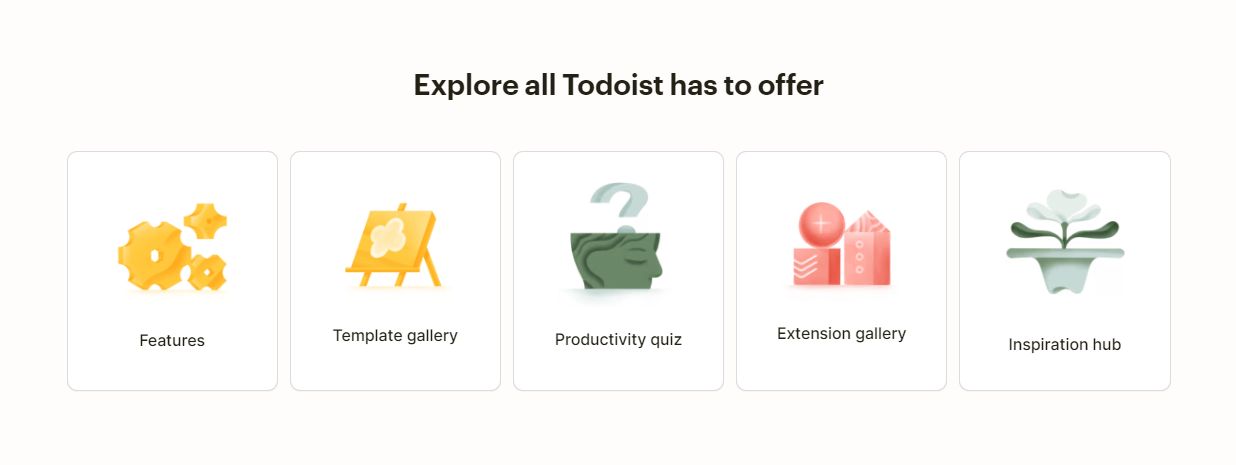 Explore all Todoist has to offer
Features
Template gallery
Productivity quiz
Extension gallery
Inspiration hub